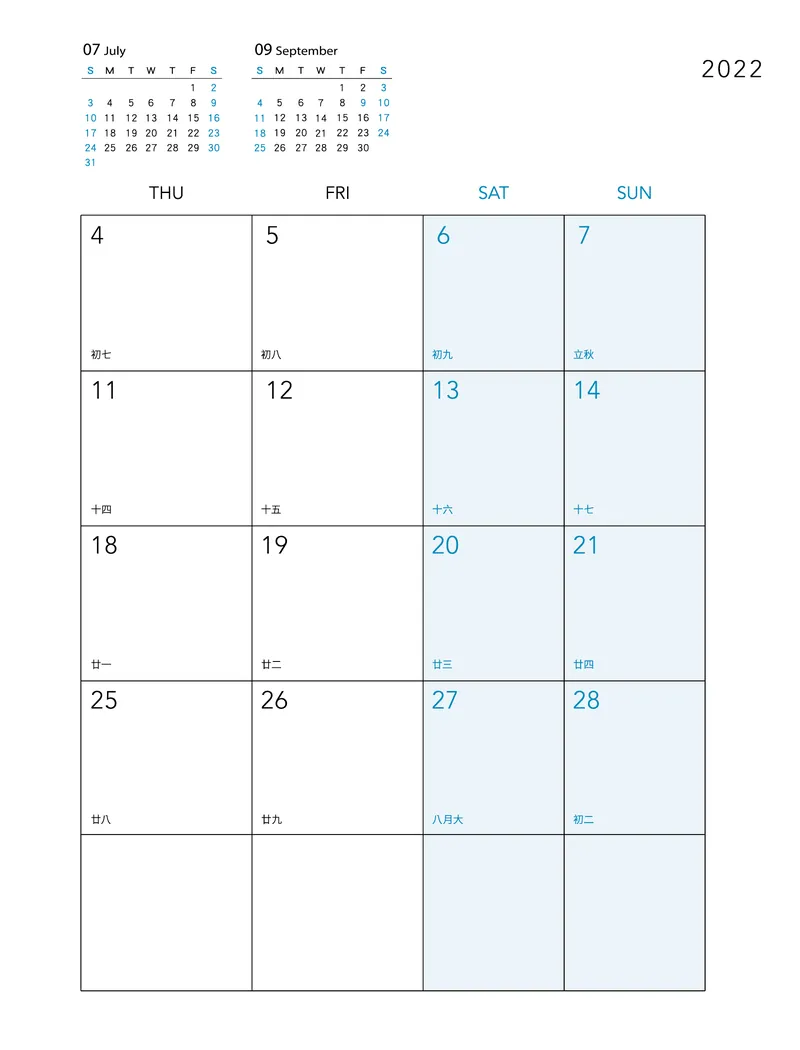 07 July
S M T W T F S
1 2
3 4 5 6 7 8 9
10 11 12 13 14 15 16
17 18 19 20 21 22 23
24 25 26 27 28 29 30
31
09 September
S M T W T F S
1 2 3
4 5 6 7 8 9 10
11 12 13 14 15 16 17
18 19 20 21 22 23 24
25 26 27 28 29 30
2022
THU FRI SAT SUN
4 5 6 7
初七 初八 初九 立秋
11 12 13 14
十四 十五 十六 十七
18 19 20 21
廿一 廿二 廿三 廿四
25 26 27 28
廿八 廿九 八月大 初二